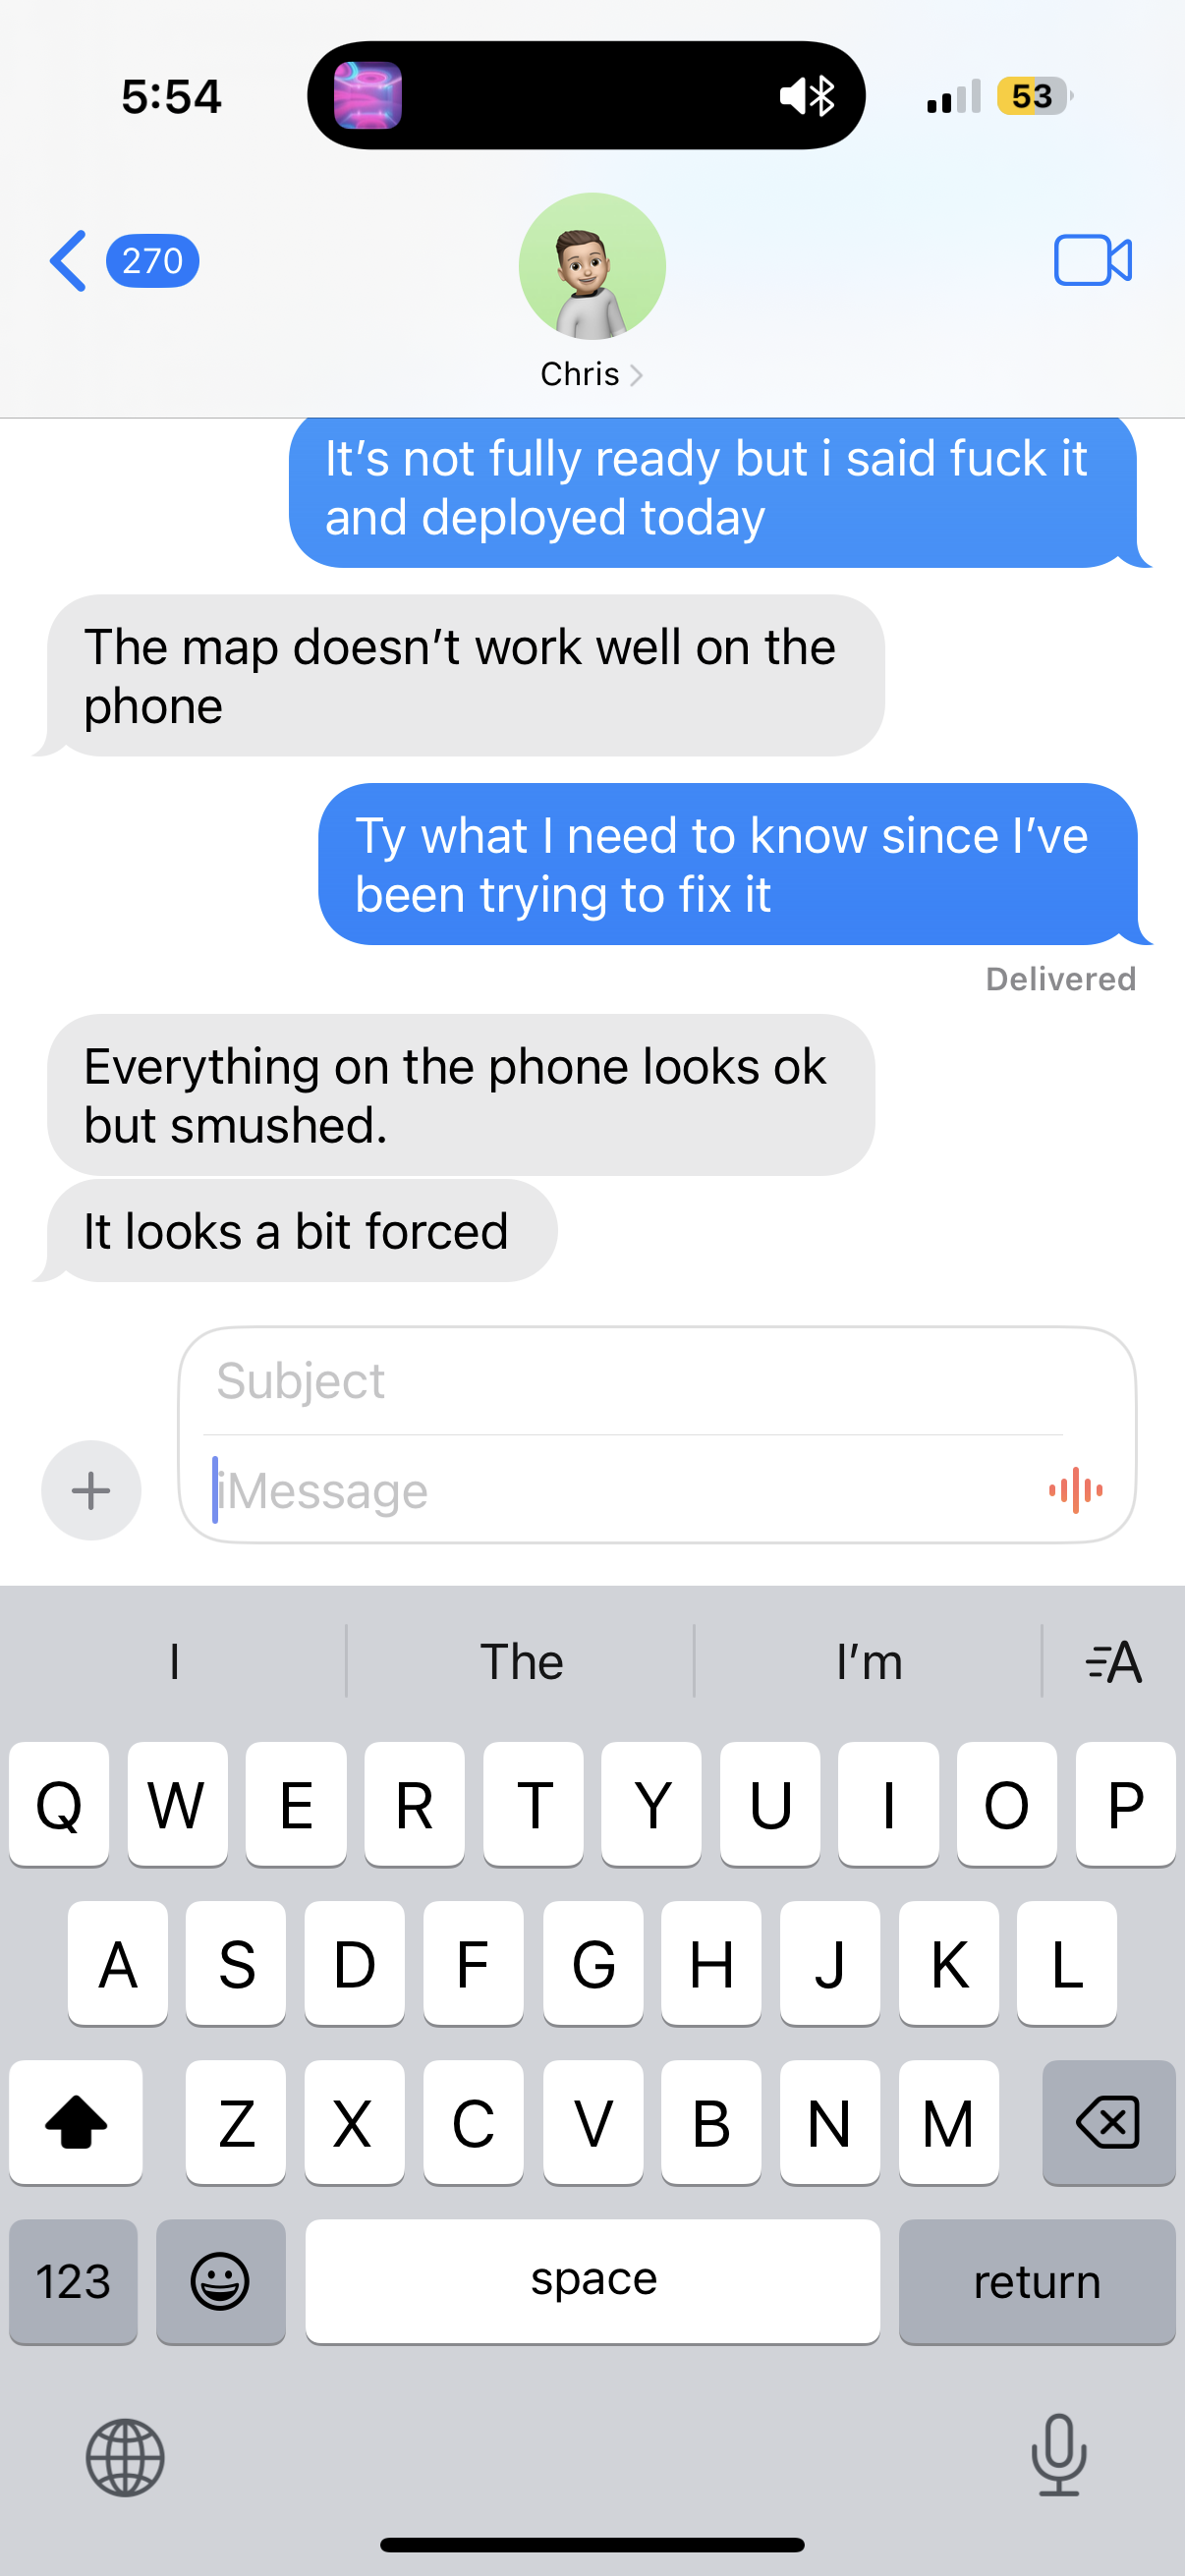 5:54
53
270
Chris
It’s not fully ready but i said fuck it
and deployed today
The map doesn’t work well on the
phone
Ty what I need to know since I’ve
been trying to fix it
Delivered
Everything on the phone looks ok
but smushed.
It looks a bit forced
Subject
iMessage
I The I’m A
Q W E R T Y U I O P
A S D F G H J K L
Z X C V B N M
123 space return